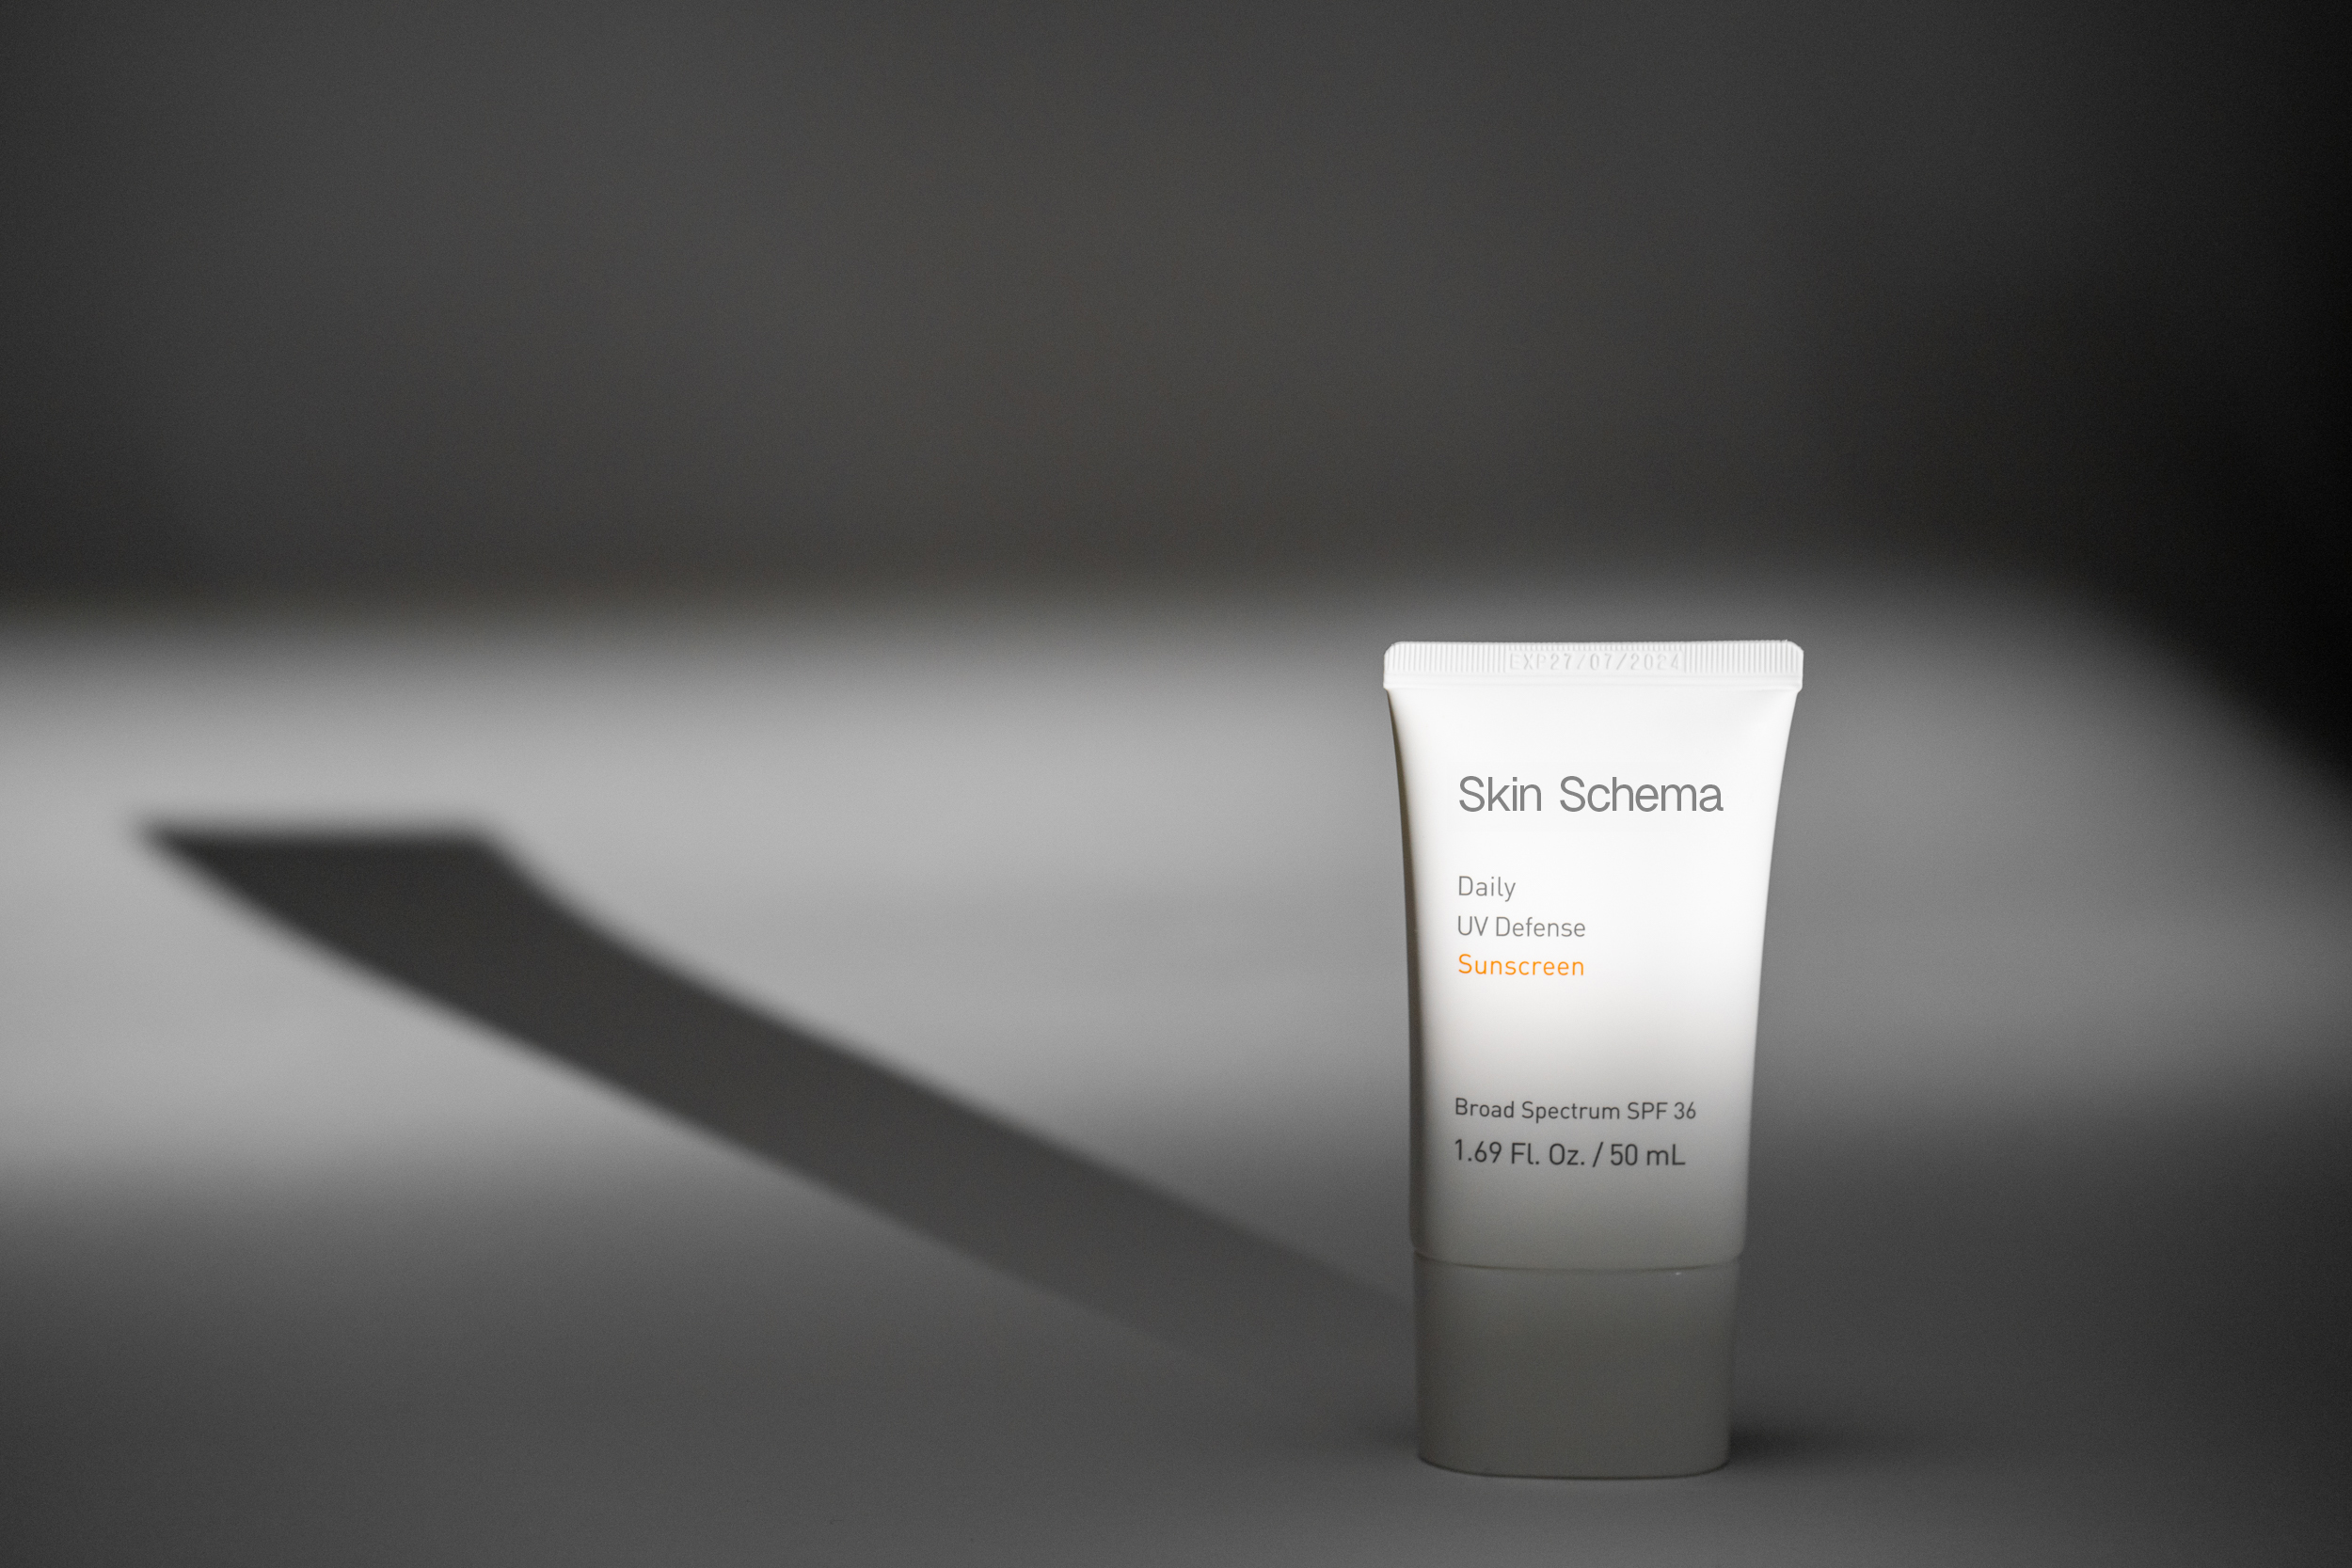 EXP27/07/2024
Skin Schema
Daily
UV Defense
Sunscreen
Broad Spectrum SPF 36
1.69 Fl. Oz. / 50 mL